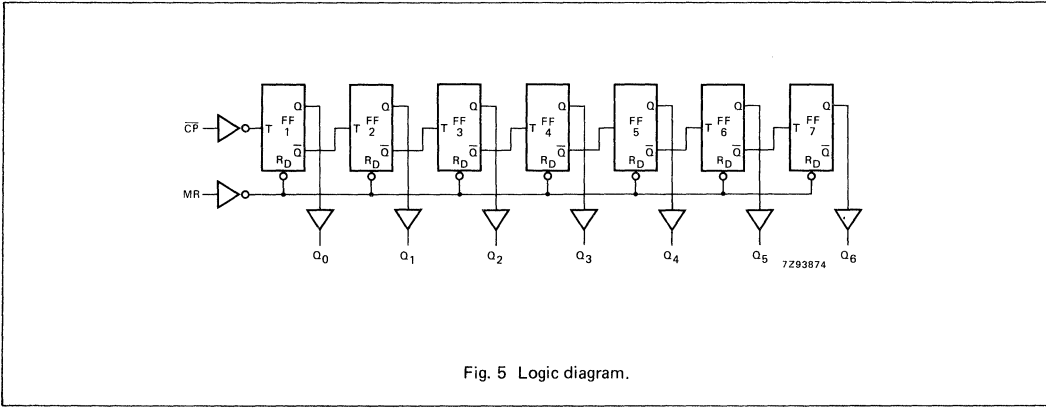 Q Q Q Q Q Q Q
CP T FF 1 T FF 2 T FF 3 T FF 4 FF 5 T FF 6 T FF 7
Q Q Q Q Q Q Q
RD RD RD RD RD RD RD
MR
Q0 Q1 Q2 Q3 Q4 Q5 Q6
7Z93874
Fig. 5 Logic diagram.